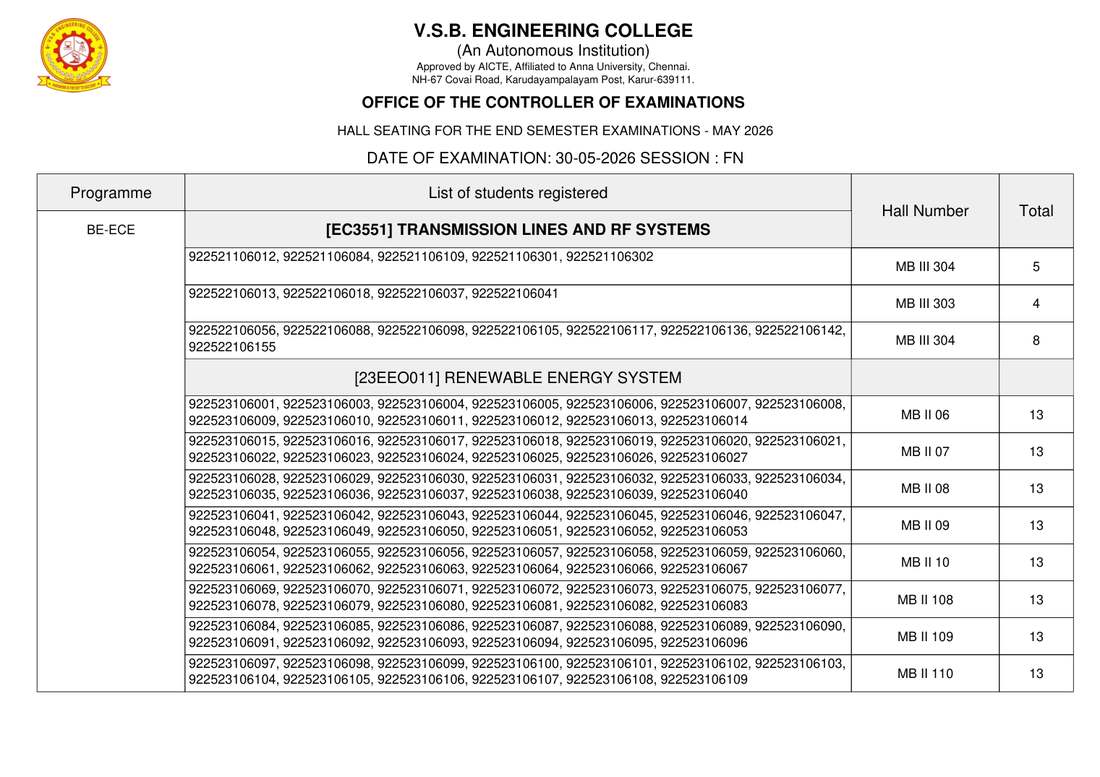 V.S.B. ENGINEERING COLLEGE
(An Autonomous Institution)
Approved by AICTE, Affiliated to Anna University, Chennai.
NH-67 Covai Road, Karudayampalayam Post, Karur-639111.
OFFICE OF THE CONTROLLER OF EXAMINATIONS
HALL SEATING FOR THE END SEMESTER EXAMINATIONS - MAY 2026
DATE OF EXAMINATION: 30-05-2026 SESSION : FN
Programme List of students registered Hall Number Total
BE-ECE [EC3551] TRANSMISSION LINES AND RF SYSTEMS
922521106012, 922521106084, 922521106109, 922521106301, 922521106302 MB III 304 5
922522106013, 922522106018, 922522106037, 922522106041 MB III 303 4
922522106056, 922522106088, 922522106098, 922522106105, 922522106117, 922522106136, 922522106142,
922522106155 MB III 304 8
[23EEO011] RENEWABLE ENERGY SYSTEM
922523106001, 922523106003, 922523106004, 922523106005, 922523106006, 922523106007, 922523106008,
922523106009, 922523106010, 922523106011, 922523106012, 922523106013, 922523106014 MB II 06 13
922523106015, 922523106016, 922523106017, 922523106018, 922523106019, 922523106020, 922523106021,
922523106022, 922523106023, 922523106024, 922523106025, 922523106026, 922523106027 MB II 07 13
922523106028, 922523106029, 922523106030, 922523106031, 922523106032, 922523106033, 922523106034,
922523106035, 922523106036, 922523106037, 922523106038, 922523106039, 922523106040 MB II 08 13
922523106041, 922523106042, 922523106043, 922523106044, 922523106045, 922523106046, 922523106047,
922523106048, 922523106049, 922523106050, 922523106051, 922523106052, 922523106053 MB II 09 13
922523106054, 922523106055, 922523106056, 922523106057, 922523106058, 922523106059, 922523106060,
922523106061, 922523106062, 922523106063, 922523106064, 922523106066, 922523106067 MB II 10 13
922523106069, 922523106070, 922523106071, 922523106072, 922523106073, 922523106075, 922523106077,
922523106078, 922523106079, 922523106080, 922523106081, 922523106082, 922523106083 MB II 108 13
922523106084, 922523106085, 922523106086, 922523106087, 922523106088, 922523106089, 922523106090,
922523106091, 922523106092, 922523106093, 922523106094, 922523106095, 922523106096 MB II 109 13
922523106097, 922523106098, 922523106099, 922523106100, 922523106101, 922523106102, 922523106103,
922523106104, 922523106105, 922523106106, 922523106107, 922523106108, 922523106109 MB II 110 13